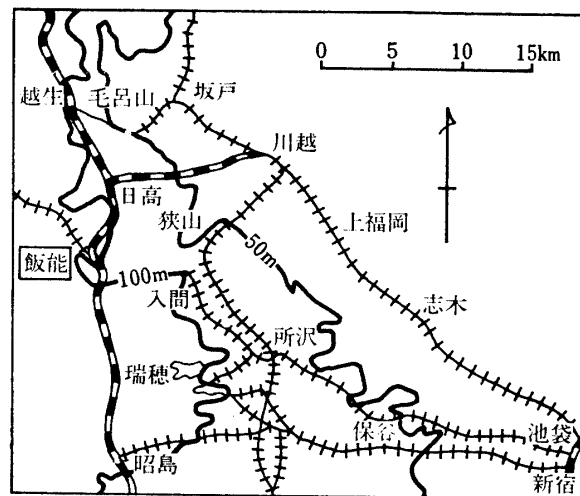 0 5 10 15km
越生
毛呂山
坂戸
川越
日高
狭山
上福岡
飯能
100m
50m
入間
志木
所沢
瑞穂
保谷
池袋
昭島
新宿